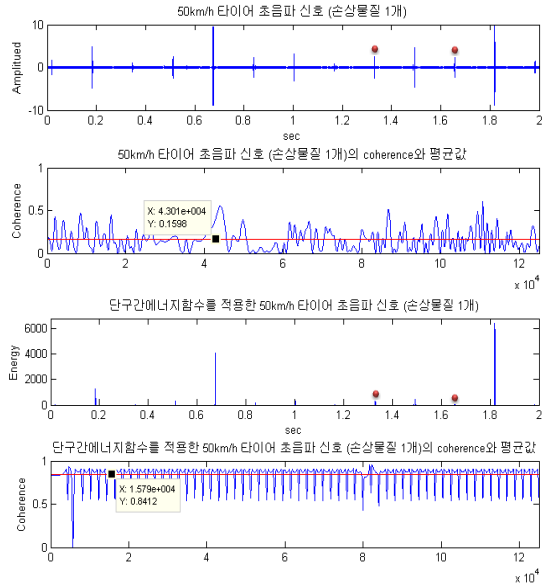 50km/h 타이어 초음파 신호 (손상물질 1개)
Amplitued
10
0
-10
0 0.2 0.4 0.6 0.8 1 1.2 1.4 1.6 1.8 2
sec
50km/h 타이어 초음파 신호 (손상물질 1개)의 coherence와 평균값
Coherence
1
0.5
0
X: 4.301e+004
Y: 0.1598
0 2 4 6 8 10 12
x 10⁴
단구간에너지함수를 적용한 50km/h 타이어 초음파 신호 (손상물질 1개)
Energy
6000
4000
2000
0
0 0.2 0.4 0.6 0.8 1 1.2 1.4 1.6 1.8 2
sec
단구간에너지함수를 적용한 50km/h 타이어 초음파 신호 (손상물질 1개)의 coherence와 평균값
Coherence
1
0.5
0
X: 1.579e+004
Y: 0.8412
0 2 4 6 8 10 12
x 10⁴